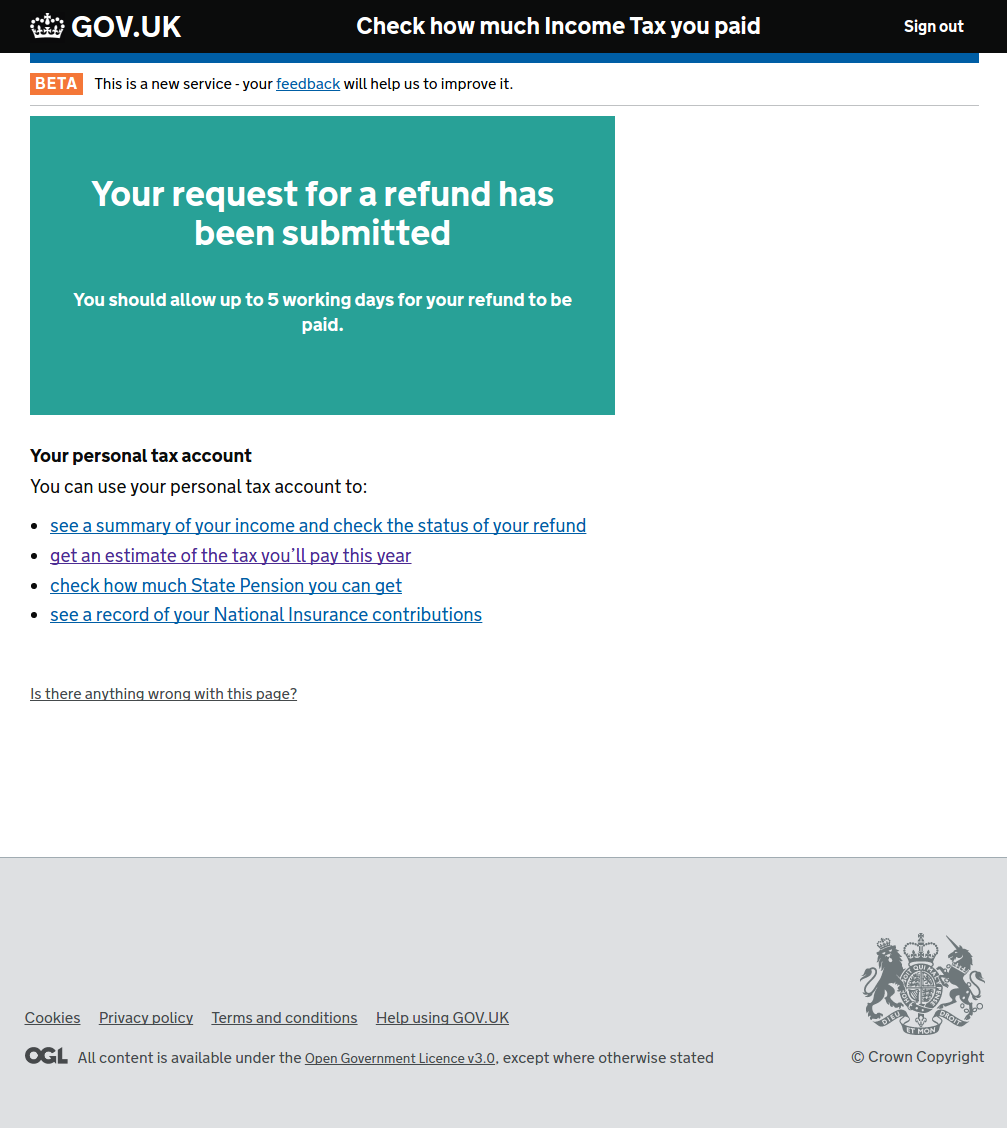 GOV.UK Check how much Income Tax you paid Sign out
BETA This is a new service - your feedback will help us to improve it.
Your request for a refund has
been submitted
You should allow up to 5 working days for your refund to be
paid.
Your personal tax account
You can use your personal tax account to:
• see a summary of your income and check the status of your refund
• get an estimate of the tax you’ll pay this year
• check how much State Pension you can get
• see a record of your National Insurance contributions
Is there anything wrong with this page?
DIEU ET MON DROIT
Cookies Privacy policy Terms and conditions Help using GOV.UK
OGL All content is available under the Open Government Licence v3.0, except where otherwise stated
© Crown Copyright